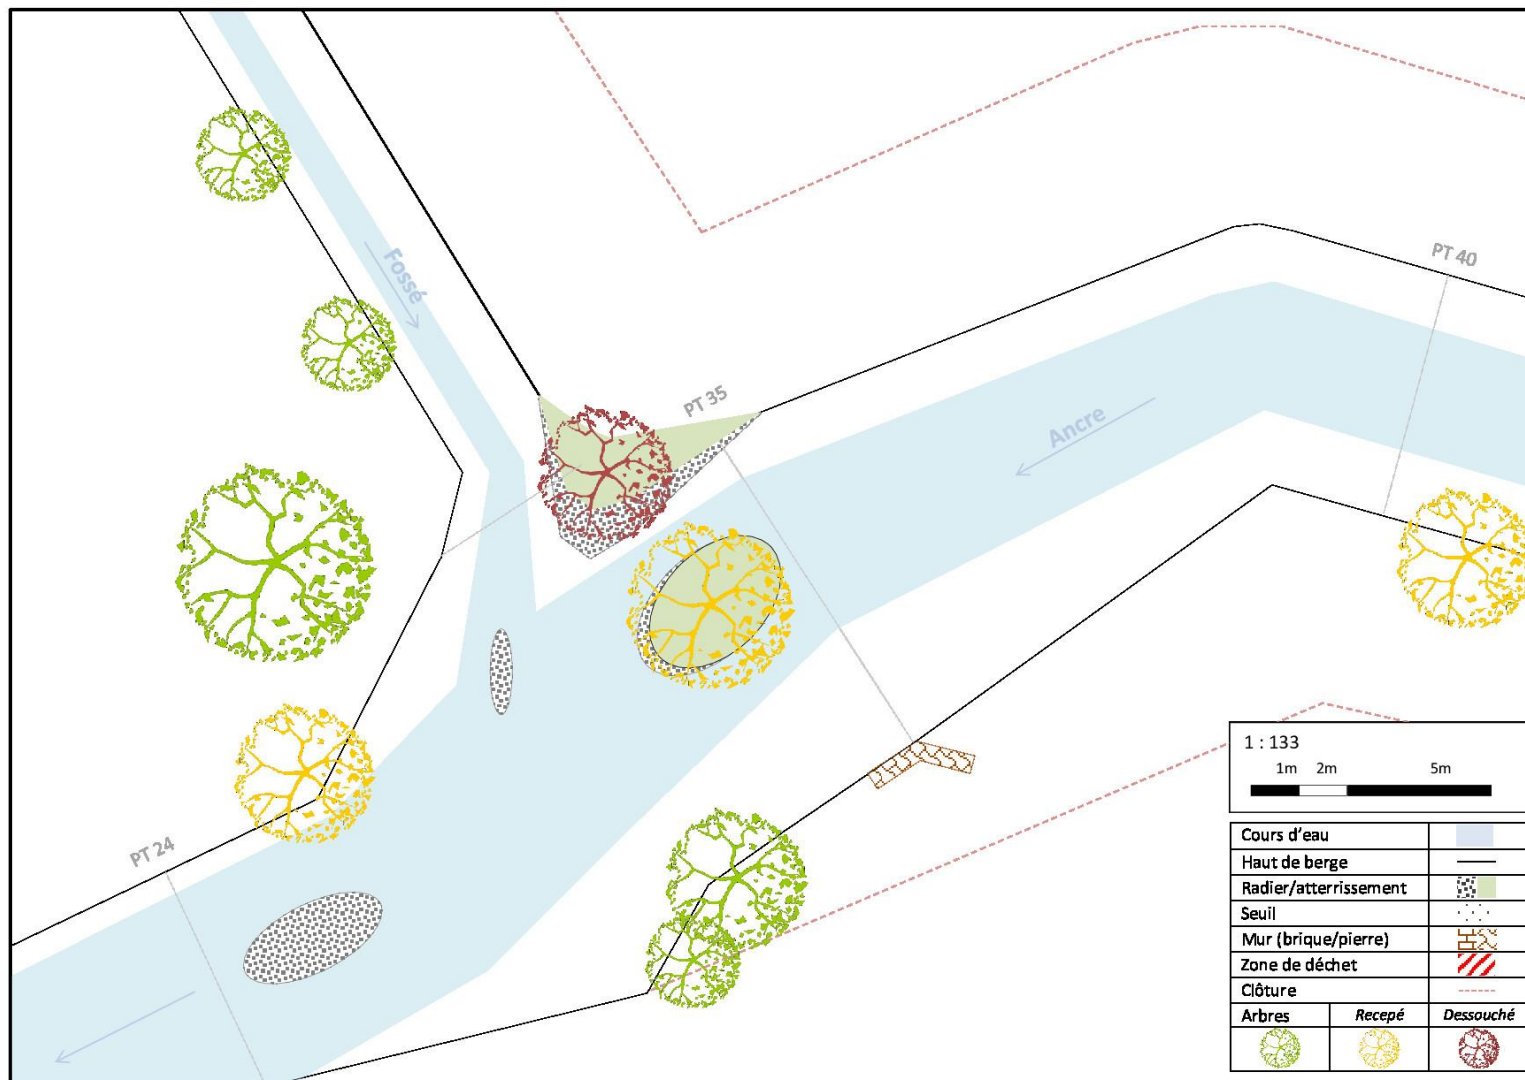 Fossé
PT 40
PT 35
Ancre
PT 24
1 : 133
1m 2m 5m
Cours d'eau
Haut de berge
Radier/atterrissement
Seuil
Mur (brique/pierre)
Zone de déchet
Clôture
Arbres Recepé Dessouché